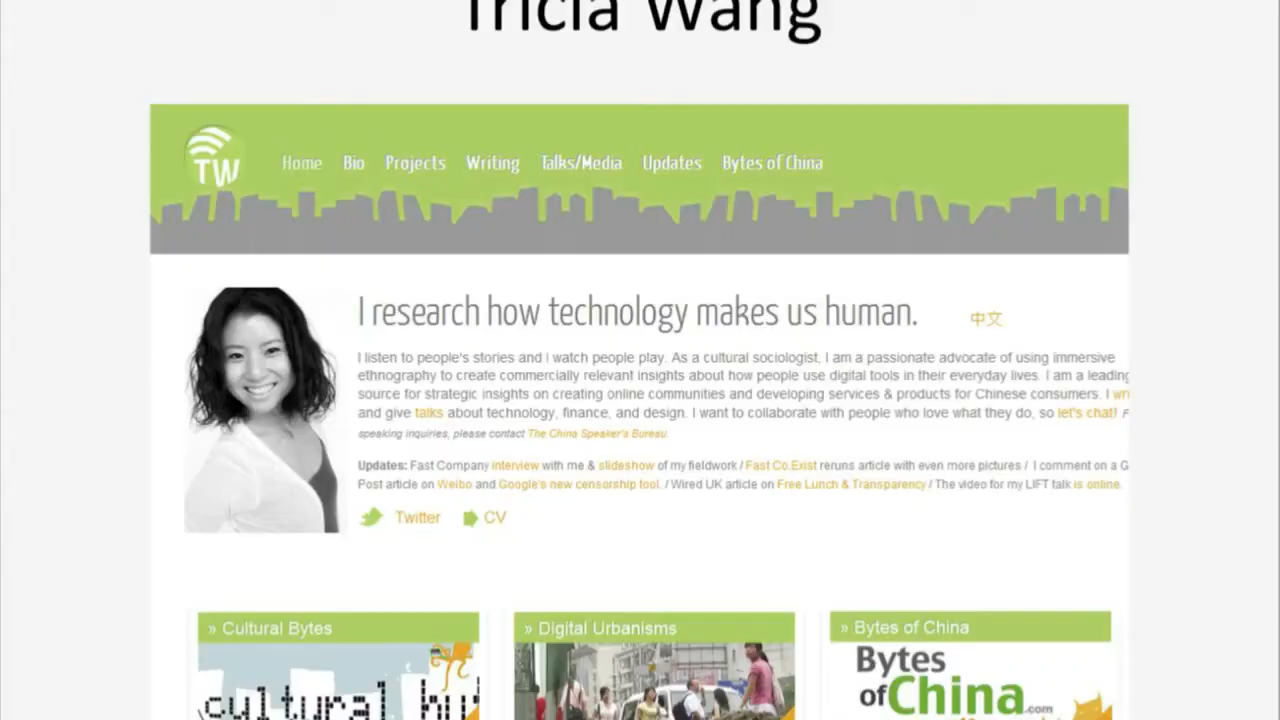 Tricia Wang
TW
Home Bio Projects Writing Talks/Media Updates Bytes of China
I research how technology makes us human. 中文
I listen to people's stories and I watch people play. As a cultural sociologist, I am a passionate advocate of using immersive
ethnography to create commercially relevant insights about how people use digital tools in their everyday lives. I am a leading
source for strategic insights on creating online communities and developing services & products for Chinese consumers. I wri
and give talks about technology, finance, and design. I want to collaborate with people who love what they do, so let's chat! F
speaking inquiries, please contact The China Speaker's Bureau.
Updates: Fast Company interview with me & slideshow of my fieldwork / Fast Co.Exist reruns article with even more pictures / I comment on a G
Post article on Weibo and Google's new censorship tool. / Wired UK article on Free Lunch & Transparency / The video for my LIFT talk is online.
Twitter CV
» Cultural Bytes
» Digital Urbanisms
» Bytes of China
cultural
Bytes
of China.com